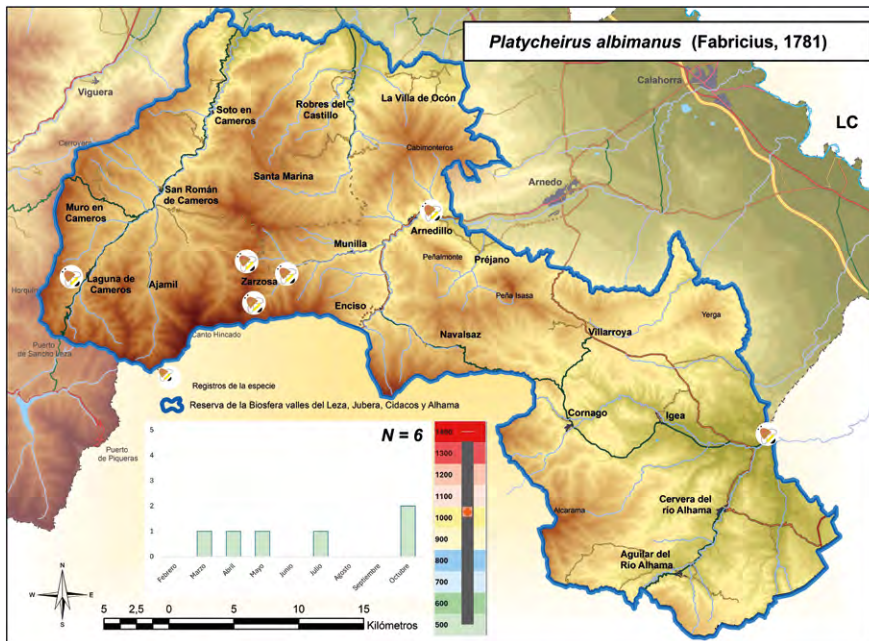 Platycheirus albimanus (Fabricius, 1781)
Calahorra
LC
Viguera
Soto en
Cameros
Robres del
Castillo
La Villa de Ocón
Cabimonteros
Santa Marina
Arnedo
San Román
de Cameros
Muro en
Cameros
Arnedillo
Munilla
Peñalmonte
Préjano
Laguna de
Cameros
Ajamil
Zarzosa
Enciso
Peña Isasa
Yerga
Canto Hincado
Navalsaz
Villarroya
Puerto
de Sancho Leza
Registros de la especie
Reserva de la Biosfera valles del Leza, Jubera, Cidacos y Alhama
Cornago
Igea
Puerto
de Piqueras
N = 6
5
4
3
2
1
0
Febrero
Marzo
Abril
Mayo
Junio
Julio
Agosto
Septiembre
Octubre
1300
1200
1100
1000
900
800
700
600
500
Alcarama
Cervera del
río Alhama
Aguilar del
Río Alhama
N
W
E
S
5 2,5 0 5 10 15
Kilómetros